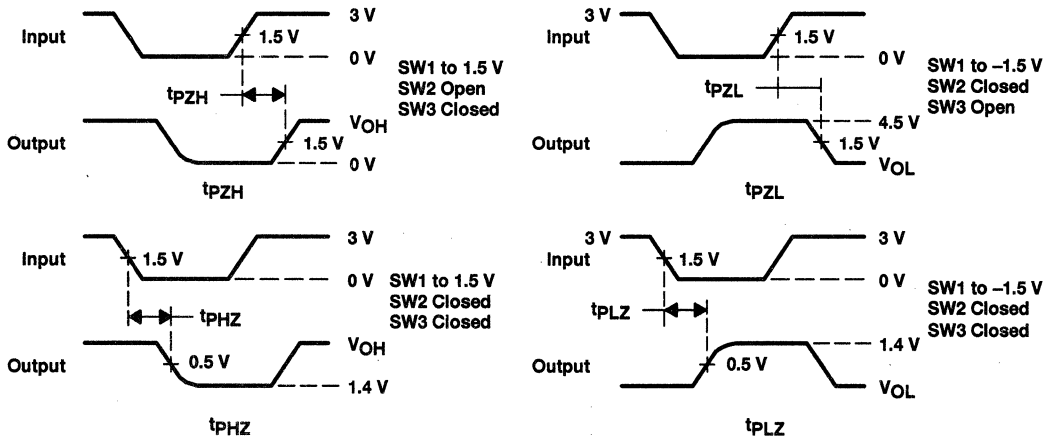 3 V
Input
1.5 V
0 V
SW1 to 1.5 V
SW2 Open
SW3 Closed
tPZH
VOH
Output
1.5 V
0 V
tPZH
3 V
3 V
Input
1.5 V
0 V
SW1 to –1.5 V
SW2 Closed
SW3 Open
tPZL
4.5 V
Output
1.5 V
VOL
tPZL
3 V
Input
1.5 V
0 V
SW1 to 1.5 V
SW2 Closed
SW3 Closed
tPHZ
VOH
Output
0.5 V
1.4 V
tPHZ
3 V
3 V
Input
1.5 V
0 V
SW1 to –1.5 V
SW2 Closed
SW3 Closed
tPLZ
1.4 V
Output
0.5 V
VOL
tPLZ